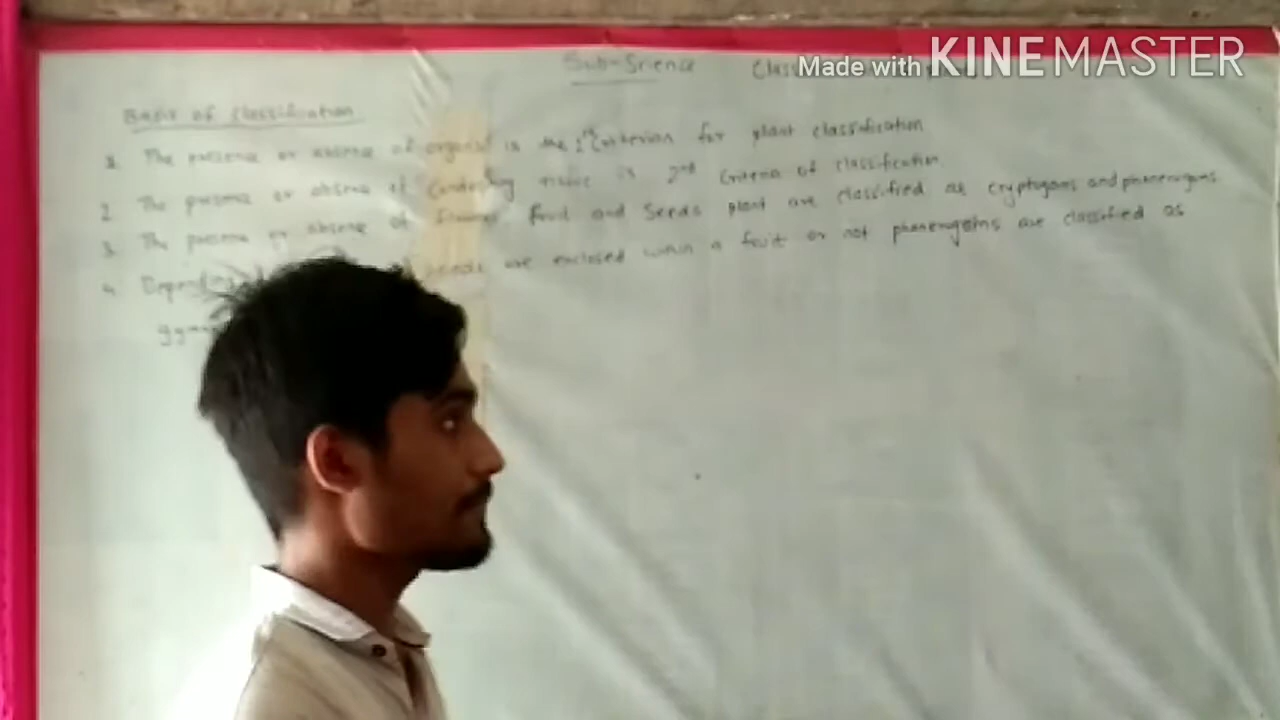 Made with KINEMASTER
Sub-Science Class
Basis of classification
1. The presence or absence of organs is the 1st Criterion for plant classification
2. The presence or absence of Conducting tissue is 2nd Criteria of classification
3. The presence or absence of flower, fruit and Seeds plant are classified as cryptogams and phanerogams
4. Depending seeds are enclosed within a fruit or not phanerogams are classified as